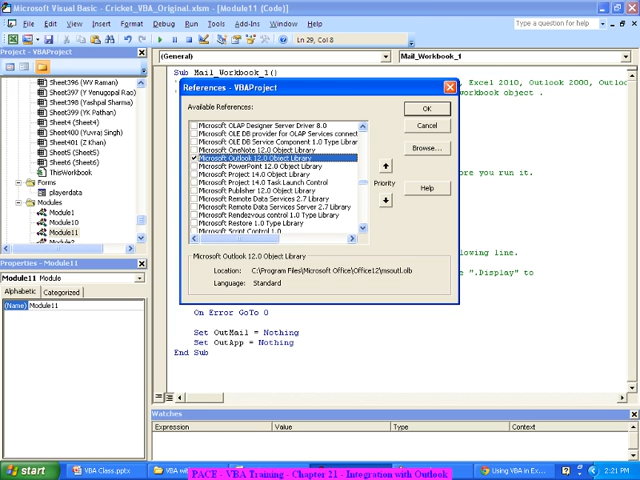 Microsoft Visual Basic - Cricket_VBA_Original.xlsm - [Module11 (Code)]
File Edit View Insert Format Debug Run Tools Add-Ins Window Help
Type a question for help
Ln 29, Col 8
Project - VBAProject
Sheet396 (WV Raman)
Sheet397 (Y Venugopal Rao)
Sheet398 (Yashpal Sharma)
Sheet399 (YK Pathan)
Sheet4 (Sheet4)
Sheet400 (Yuvraj Singh)
Sheet401 (Z Khan)
Sheet5 (Sheet5)
Sheet6 (Sheet6)
ThisWorkbook
Forms
playerdata
Modules
Module1
Module10
Module11
Module2
Properties - Module11
Module11 Module
Alphabetic Categorized
(Name) Module11
(General)
Mail_Workbook_1
Sub Mail_Workbook_1()
Excel 2010, Outlook 2000, Outloo
workbook object .
ore you run it.
lowing line.
e ".Display" to
On Error GoTo 0
Set OutMail = Nothing
Set OutApp = Nothing
End Sub
References - VBAProject
Available References:
Microsoft OLAP Designer Server Driver 8.0
Microsoft OLE DB provider for OLAP Services connect
Microsoft OLE DB Service Component 1.0 Type Librar
Microsoft OneNote 12.0 Object Library
Microsoft Outlook 12.0 Object Library
Microsoft PowerPoint 12.0 Object Library
Microsoft Project 14.0 Object Library
Microsoft Project 14.0 Task Launch Control
Microsoft Publisher 12.0 Object Library
Microsoft Remote Data Services 2.7 Library
Microsoft Remote Data Services Server 2.7 Library
Microsoft Rendezvous control 1.0 Type Library
Microsoft Restore 1.0 Type Library
Microsoft Script Control 1.0
OK
Cancel
Browse...
Priority
Help
Microsoft Outlook 12.0 Object Library
Location: C:\Program Files\Microsoft Office\Office12\msoutl.olb
Language: Standard
Watches
Expression Value Type Context
start
VBA Class.pptx
VBA wit
PACE - VBA Training - Chapter 21 - Integration with Outlook
Using VBA in Ex...
2:21 PM